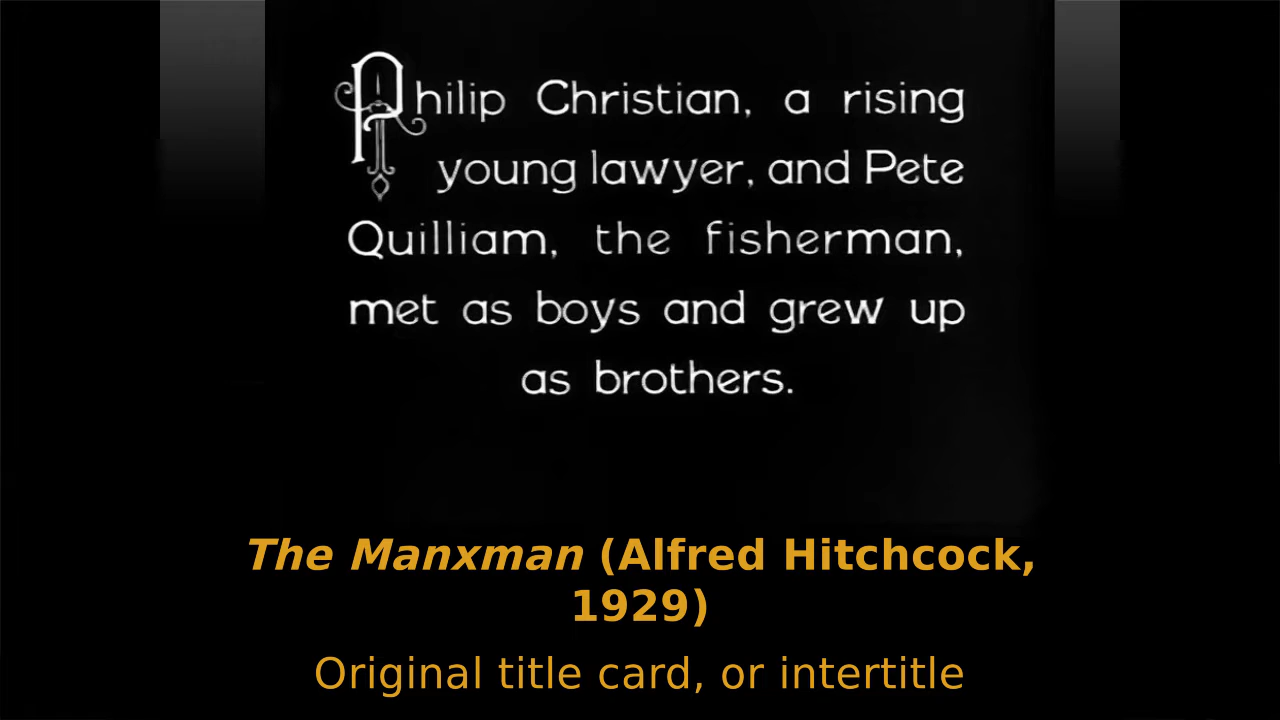 Philip Christian, a rising
young lawyer, and Pete
Quilliam, the fisherman,
met as boys and grew up
as brothers.
The Manxman (Alfred Hitchcock,
1929)
Original title card, or intertitle